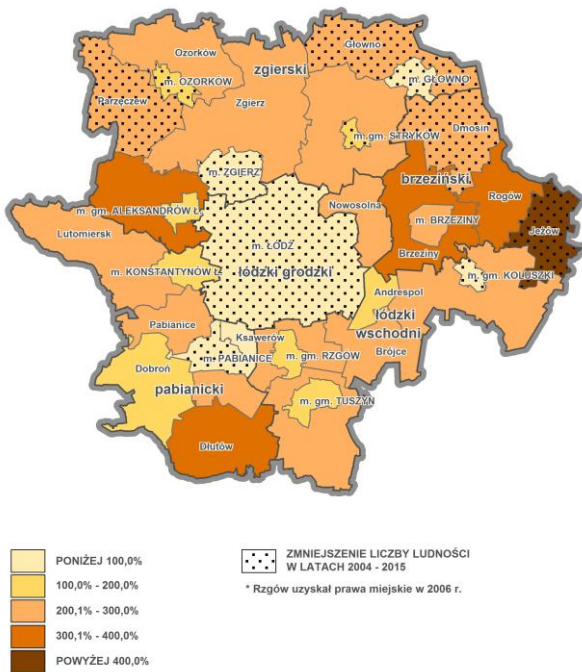 Ozorków
zgierski
Głowno
m. OZORKÓW
m. GŁOWNO
Parzęczew
Zgierz
m. gm. STRYKÓW
Dmosin
m. ZGIERZ
brzeziński
Rogów
m. gm. ALEKSANDRÓW Ł.
Nowosolna
m. BRZEZINY
Jeżów
Lutomiersk
m. ŁÓDŹ
Brzeziny
m. KONSTANTYNÓW Ł.
łódzki grodzki
m. gm. KOLUSZKI
Andrespol
łódzki
wschodni
Pabianice
Ksawerów
m. PABIANICE
m. gm. RZGÓW
Brójce
Dobroń
pabianicki
m. gm. TUSZYN
Dłutów
PONIŻEJ 100,0%
100,0% - 200,0%
200,1% - 300,0%
300,1% - 400,0%
POWYŻEJ 400,0%
ZMNIEJSZENIE LICZBY LUDNOŚCI
W LATACH 2004 - 2015
* Rzgów uzyskał prawa miejskie w 2006 r.